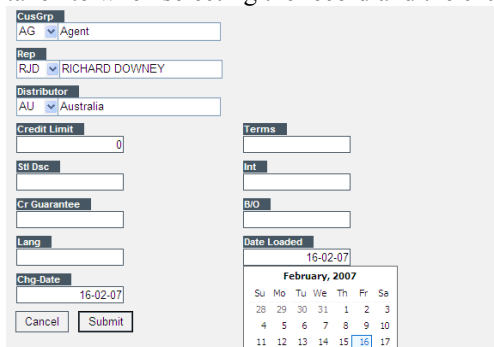 CusGrp
AG Agent
Rep
RJD RICHARD DOWNEY
Distributor
AU Australia
Credit Limit Terms
0
Stl Dsc Int
Cr Guarantee B/O
Lang Date Loaded
16-02-07
Chg-Date
16-02-07
February, 2007
Su Mo Tu We Th Fr Sa
28 29 30 31 1 2 3
4 5 6 7 8 9 10
Cancel Submit
11 12 13 14 15 16 17